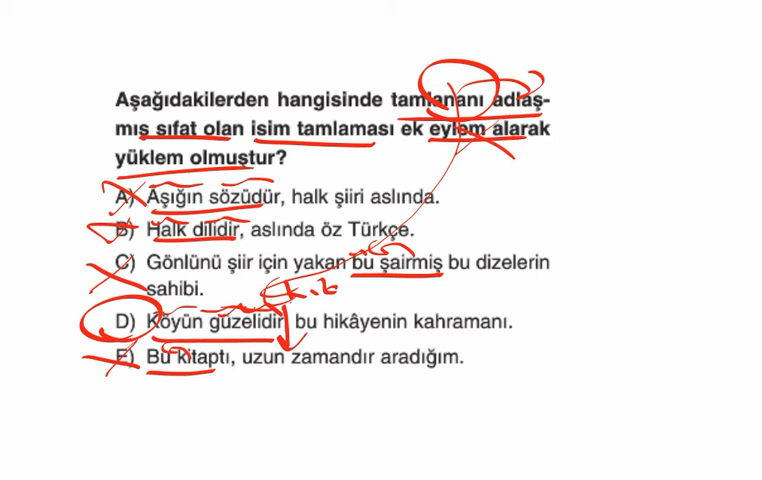 Aşağıdakilerden hangisinde tamlananı adlaş-
mış sıfat olan isim tamlaması ek eylem alarak
yüklem olmuştur?
A) Aşığın sözüdür, halk şiiri aslında.
B) Halk dilidir, aslında öz Türkçe.
C) Gönlünü şiir için yakan bu şairmiş bu dizelerin
sahibi.
D) Köyün güzelidir bu hikâyenin kahramanı.
E) Bu kitaptı, uzun zamandır aradığım.